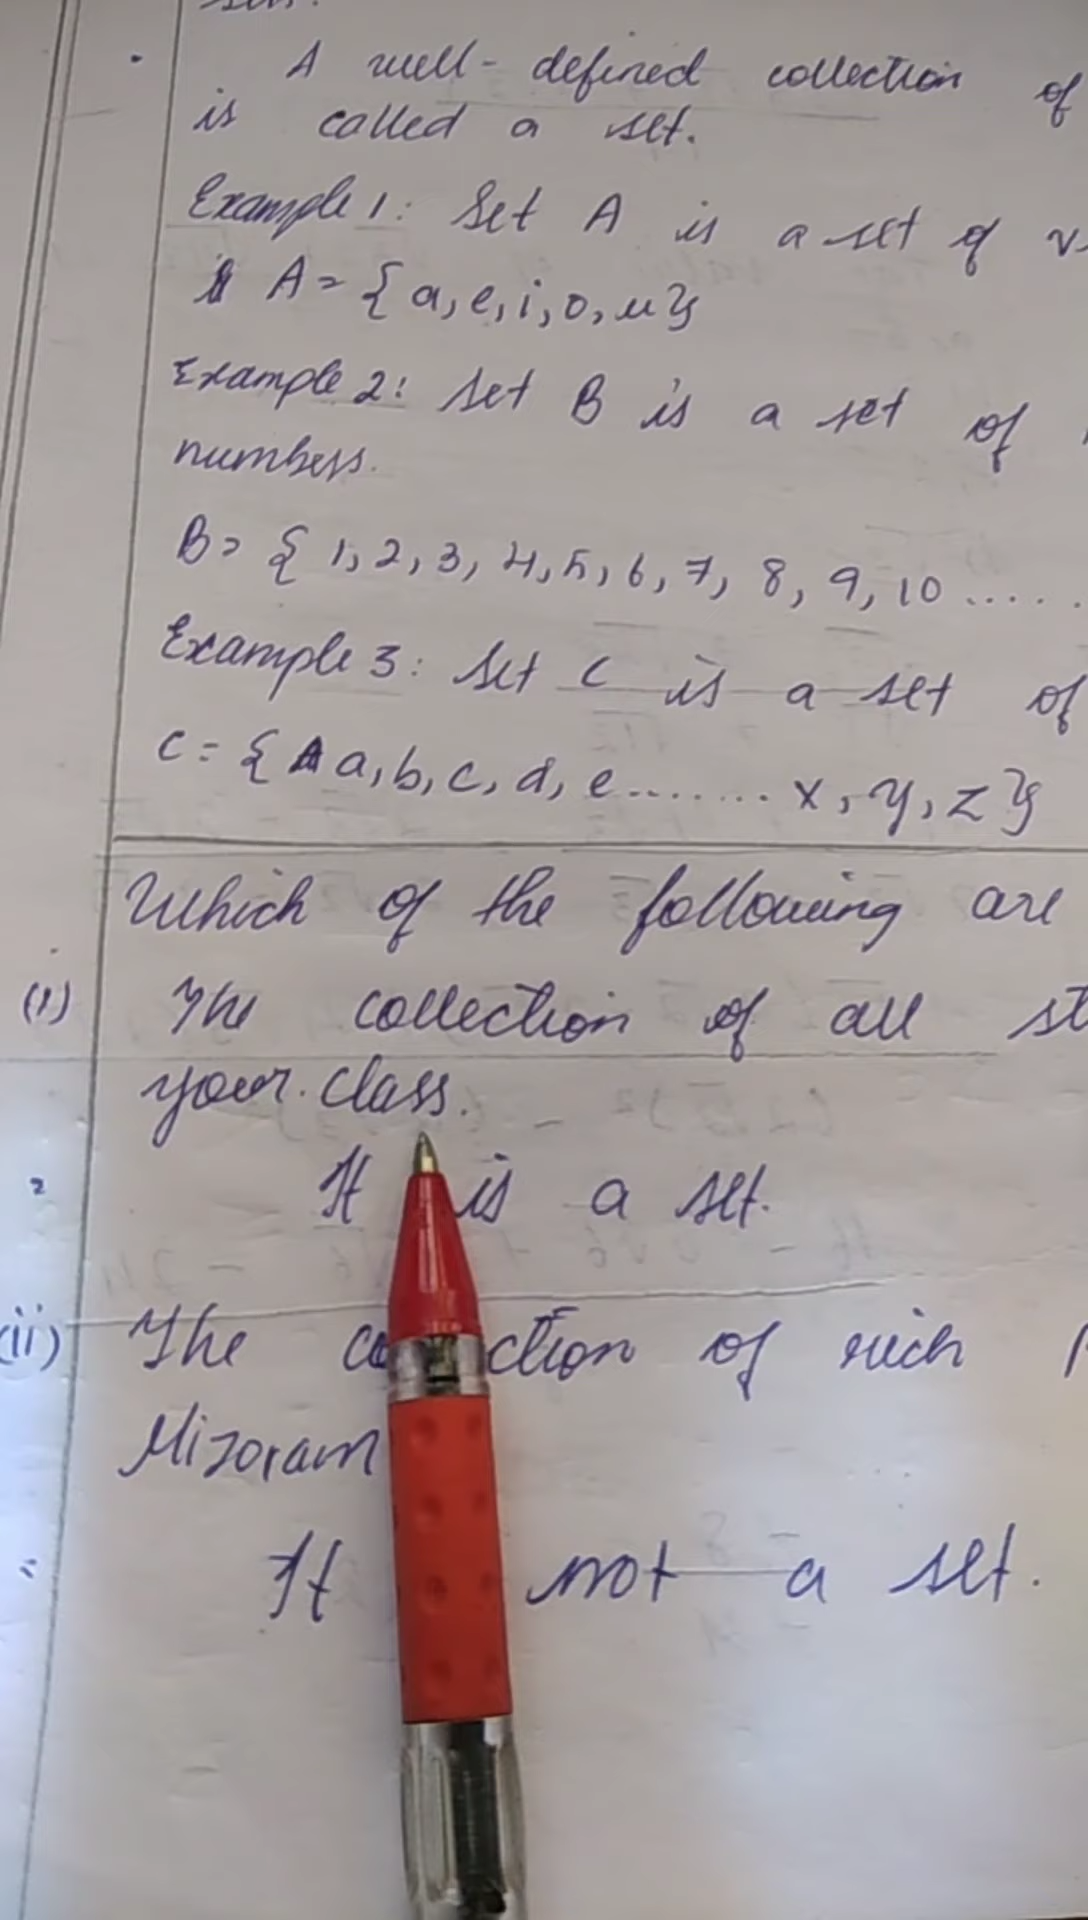 A well-defined collection of
is called a set.
Example 1: Set A is a set of
A = {a, e, i, o, u}
Example 2: Set B is a set of
numbers.
B = { 1, 2, 3, 4, 5, 6, 7, 8, 9, 10 .....
Example 3: Set C is a set of
C = { a, b, c, d, e ....... x, y, z}
Which of the following are
(i) The collection of all st
your class.
It is a set.
(ii) The ction of rich
Mizoram
It not a set.